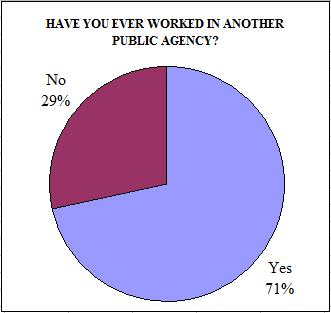 HAVE YOU EVER WORKED IN ANOTHER
PUBLIC AGENCY?
No
29%
Yes
71%